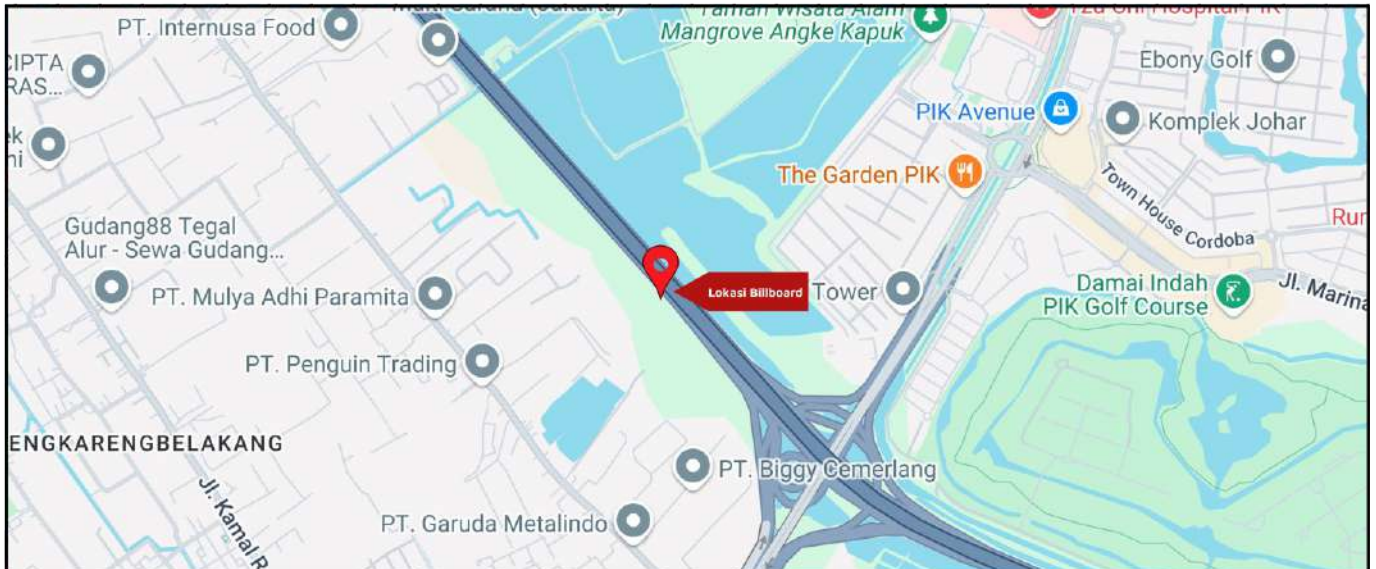 PT. Internusa Food
Taman Wisata Alam
Mangrove Angke Kapuk
Ebony Golf
CIPTA
RAS...
PIK Avenue
Komplek Johar
The Garden PIK
Town House Cordoba
Gudang88 Tegal
Alur - Sewa Gudang...
PT. Mulya Adhi Paramita
Lokasi Billboard
Tower
Damai Indah
PIK Golf Course
Jl. Marina
PT. Penguin Trading
ENGKARENGBELAKANG
PT. Biggy Cemerlang
Jl. Kamal R
PT. Garuda Metalindo